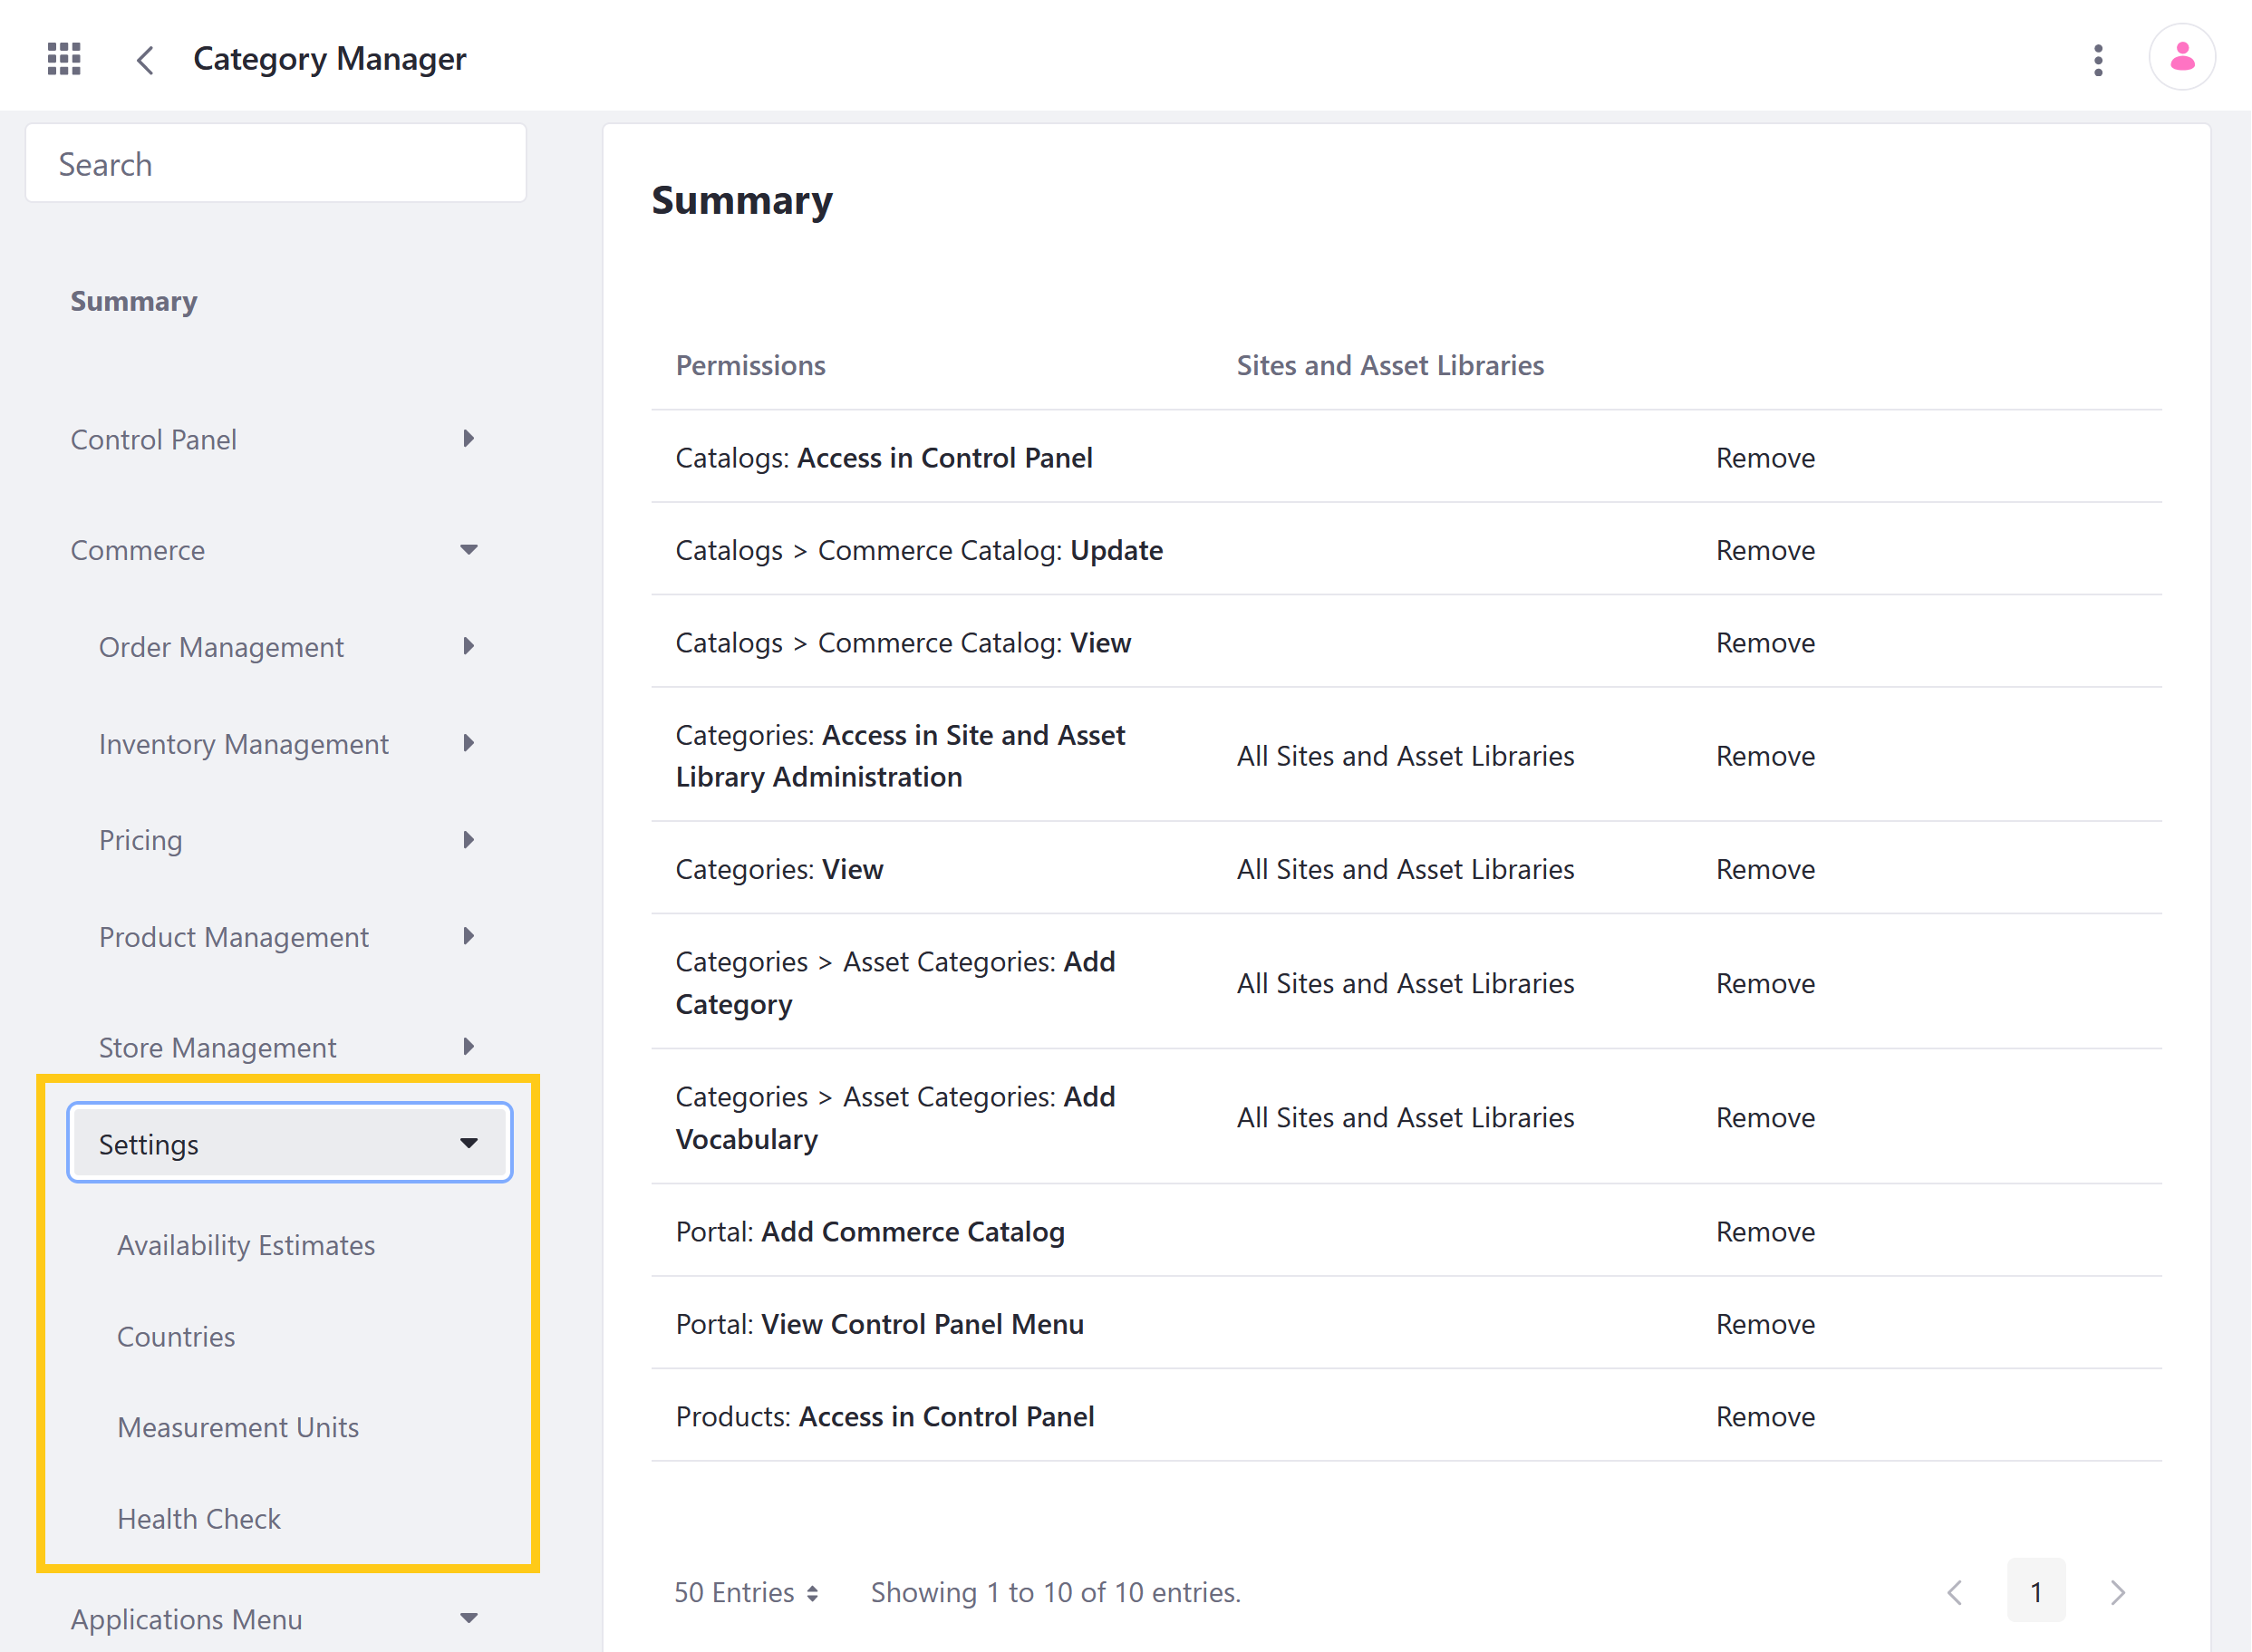 Category Manager
Search
Summary
Control Panel
Commerce
Order Management
Inventory Management
Pricing
Product Management
Store Management
Settings
Availability Estimates
Countries
Measurement Units
Health Check
Applications Menu
Summary
Permissions Sites and Asset Libraries
Catalogs: Access in Control Panel Remove
Catalogs > Commerce Catalog: Update Remove
Catalogs > Commerce Catalog: View Remove
Categories: Access in Site and Asset
Library Administration All Sites and Asset Libraries Remove
Categories: View All Sites and Asset Libraries Remove
Categories > Asset Categories: Add
Category All Sites and Asset Libraries Remove
Categories > Asset Categories: Add
Vocabulary All Sites and Asset Libraries Remove
Portal: Add Commerce Catalog Remove
Portal: View Control Panel Menu Remove
Products: Access in Control Panel Remove
50 Entries Showing 1 to 10 of 10 entries. 1